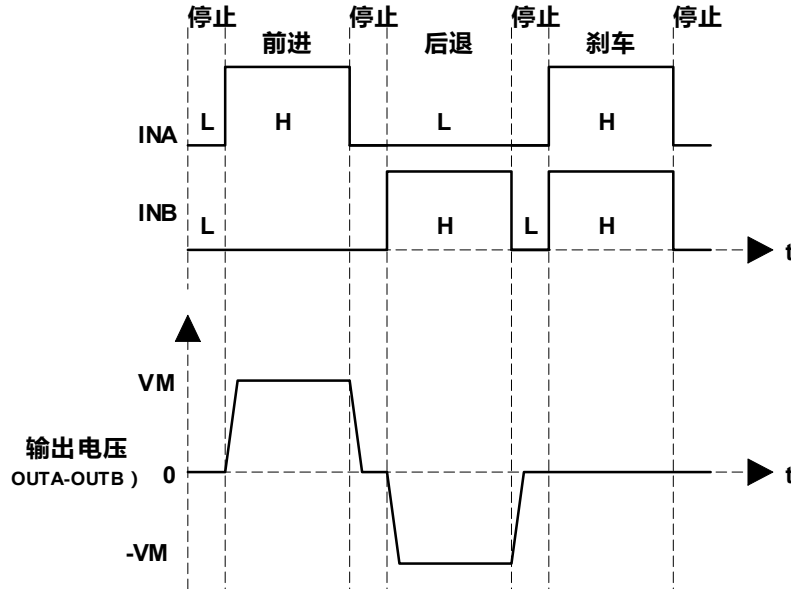 停止 停止 停止 停止
前进 后退 刹车
L H L H
INA
INB
L H L H
t
VM
输出电压
OUTA-OUTB ) 0 t
-VM